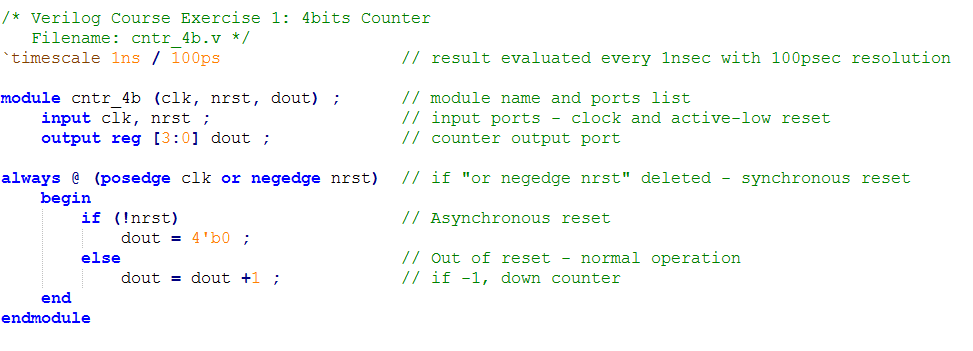 /* Verilog Course Exercise 1: 4bits Counter
   Filename: cntr_4b.v */
`timescale 1ns / 100ps                  // result evaluated every 1nsec with 100psec resolution
module cntr_4b (clk, nrst, dout) ;      // module name and ports list
    input clk, nrst ;                   // input ports - clock and active-low reset
    output reg [3:0] dout ;             // counter output port
always @ (posedge clk or negedge nrst)  // if "or negedge nrst" deleted - synchronous reset
    begin
        if (!nrst)                      // Asynchronous reset
            dout = 4'b0 ;
        else                            // Out of reset - normal operation
            dout = dout +1 ;            // if -1, down counter
    end
endmodule